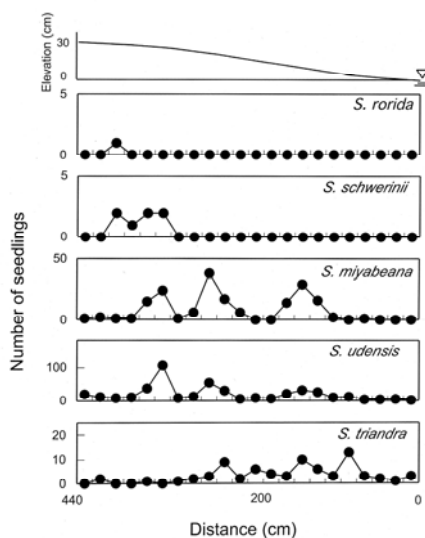 Elevation (cm)
30
0
5
S. rorida
0
5
S. schwerinii
0
50
S. miyabeana
0
Number of seedlings
S. udensis
100
0
20
S. triandra
10
0
440
200
0
Distance (cm)